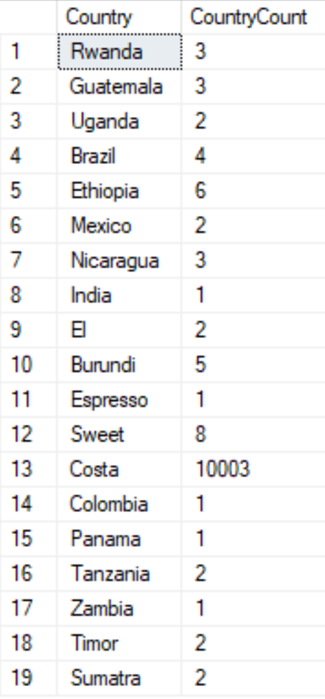 Country CountryCount
1 Rwanda 3
2 Guatemala 3
3 Uganda 2
4 Brazil 4
5 Ethiopia 6
6 Mexico 2
7 Nicaragua 3
8 India 1
9 El 2
10 Burundi 5
11 Espresso 1
12 Sweet 8
13 Costa 10003
14 Colombia 1
15 Panama 1
16 Tanzania 2
17 Zambia 1
18 Timor 2
19 Sumatra 2